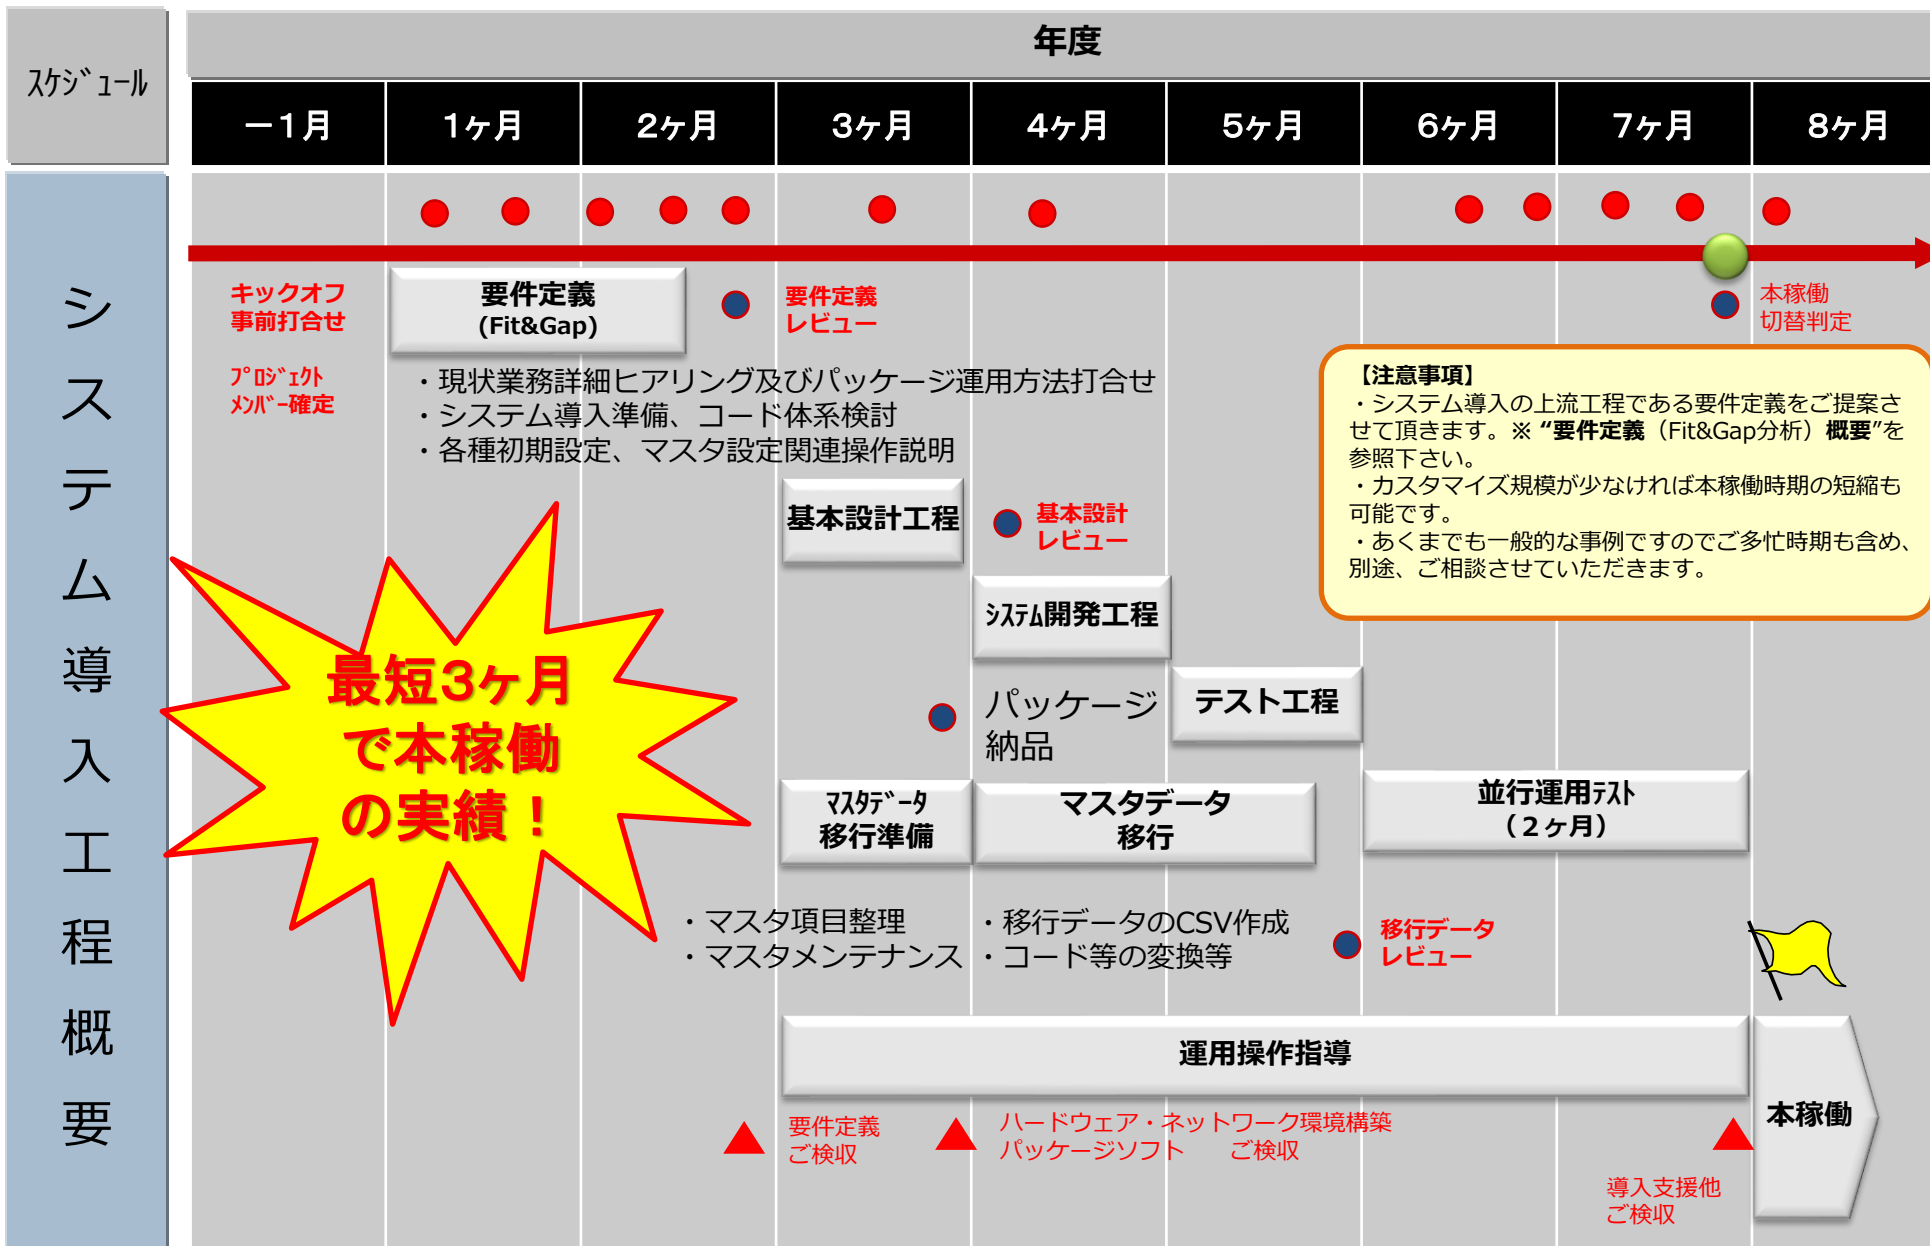 ｽｹｼﾞｭｰﾙ
年度
－1月
1ヶ月
2ヶ月
3ヶ月
4ヶ月
5ヶ月
6ヶ月
7ヶ月
8ヶ月
システム導入工程概要
キックオフ
事前打合せ
ﾌﾟﾛｼﾞｪｸﾄ
ﾒﾝﾊﾞｰ確定
要件定義
(Fit&Gap)
要件定義
レビュー
本稼働
切替判定
・現状業務詳細ヒアリング及びパッケージ運用方法打合せ
・システム導入準備、コード体系検討
・各種初期設定、マスタ設定関連操作説明
【注意事項】
・システム導入の上流工程である要件定義をご提案さ
せて頂きます。※“要件定義（Fit&Gap分析）概要”を
参照下さい。
・カスタマイズ規模が少なければ本稼働時期の短縮も
可能です。
・あくまでも一般的な事例ですのでご多忙時期も含め、
別途、ご相談させていただきます。
基本設計工程
基本設計
レビュー
ｼｽﾃﾑ開発工程
最短3ヶ月
で本稼働
の実績！
パッケージ
納品
テスト工程
ﾏｽﾀﾃﾞｰﾀ
移行準備
マスタデータ
移行
並行運用ﾃｽﾄ
（２ヶ月）
・マスタ項目整理
・マスタメンテナンス
・移行データのCSV作成
・コード等の変換等
移行データ
レビュー
運用操作指導
本稼働
要件定義
ご検収
ハードウェア・ネットワーク環境構築
パッケージソフト　ご検収
導入支援他
ご検収